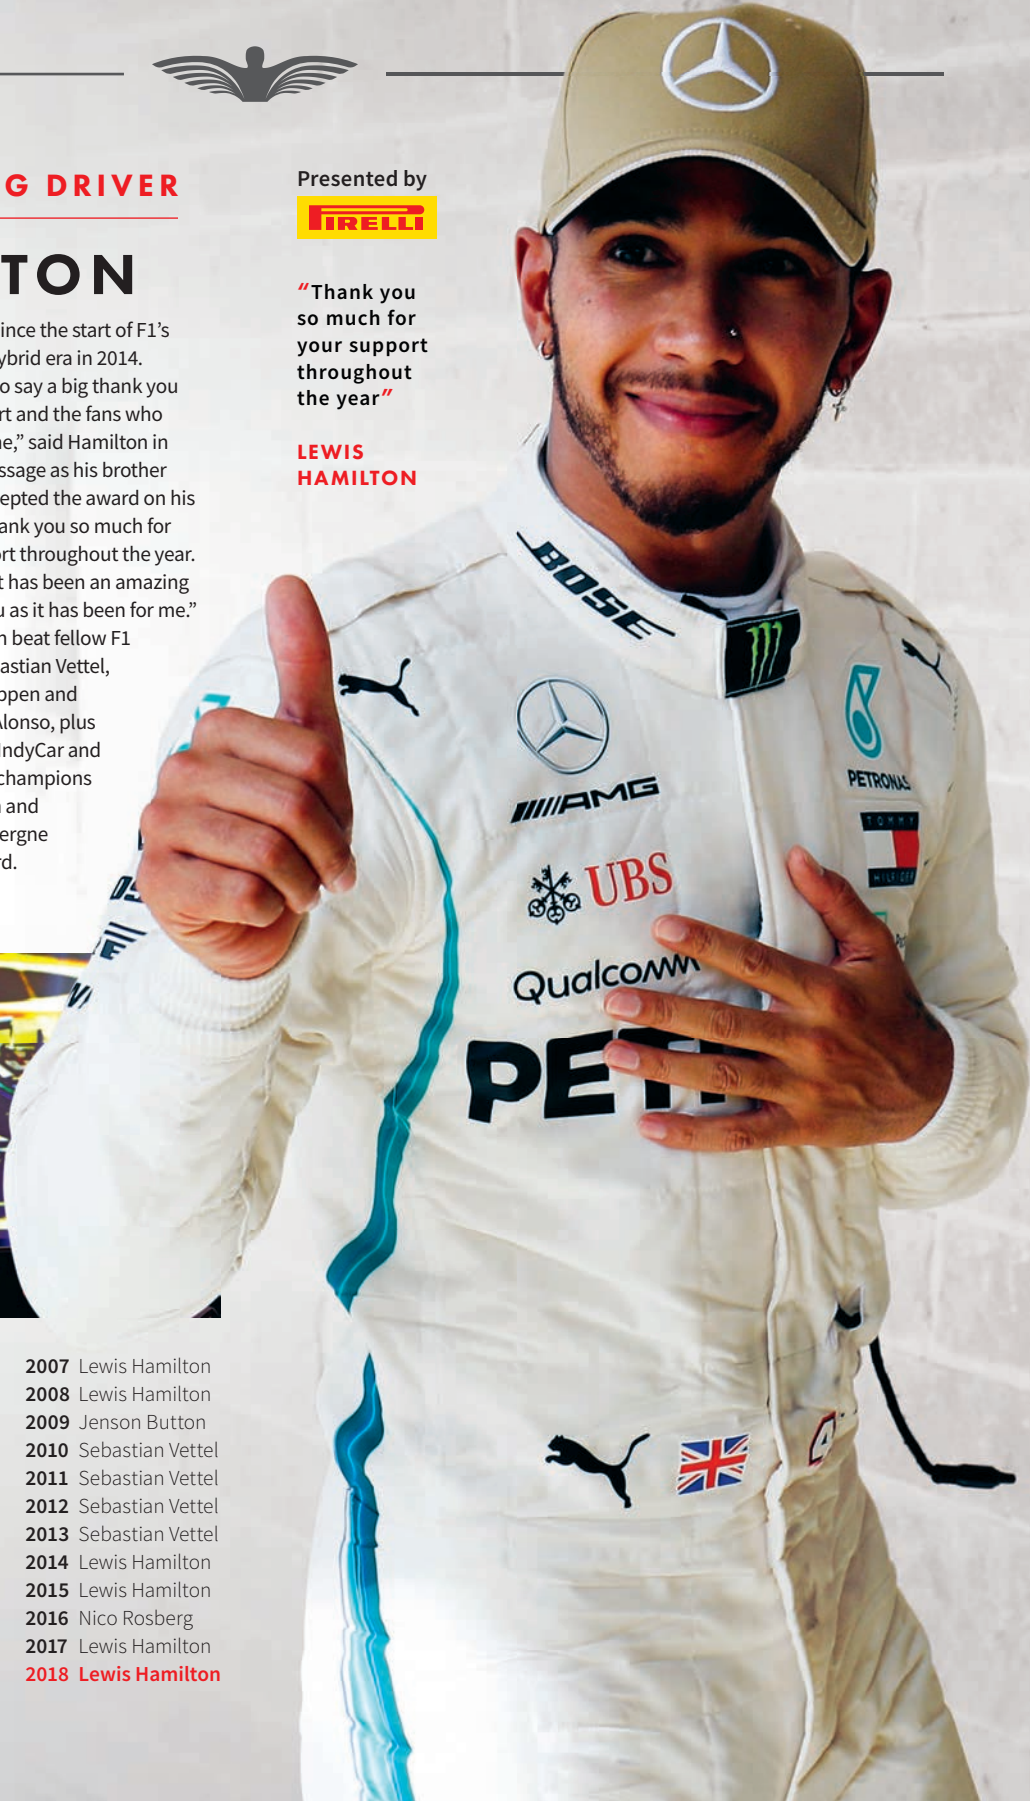 G DRIVER
TON
ince the start of F1's
ybrid era in 2014.
o say a big thank you
rt and the fans who
e,” said Hamilton in
ssage as his brother
epted the award on his
ank you so much for
rt throughout the year.
t has been an amazing
u as it has been for me.”
n beat fellow F1
astian Vettel,
ppen and
Alonso, plus
IndyCar and
champions
and
ergne
d.
Presented by
PIRELLI
“Thank you
so much for
your support
throughout
the year”
LEWIS
HAMILTON
BOSE
AMG
UBS
Qualcomm
PET
PETRONAS
TOMMY
HILFIGER
2007 Lewis Hamilton
2008 Lewis Hamilton
2009 Jenson Button
2010 Sebastian Vettel
2011 Sebastian Vettel
2012 Sebastian Vettel
2013 Sebastian Vettel
2014 Lewis Hamilton
2015 Lewis Hamilton
2016 Nico Rosberg
2017 Lewis Hamilton
2018 Lewis Hamilton